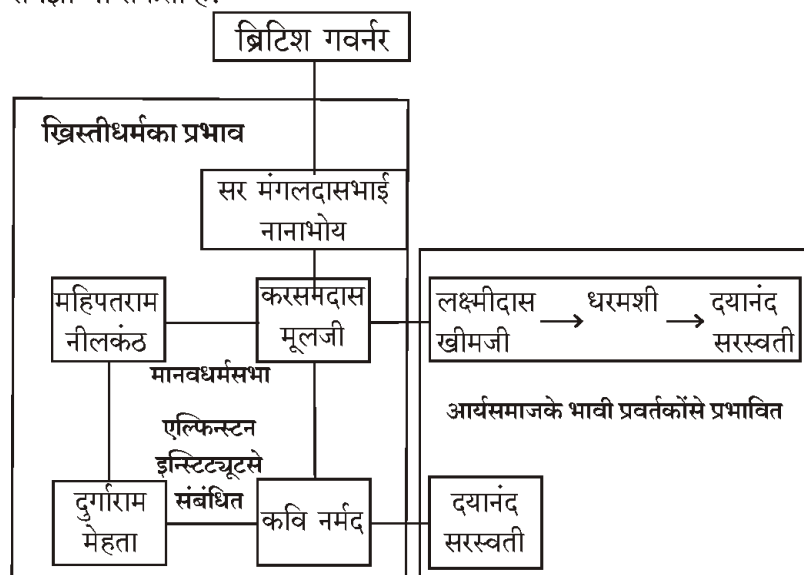 ब्रिटिश गवर्नर
ख्रिस्तीधर्मका प्रभाव
सर मंगलदासभाई
नानाभोय
महिपतराम
नीलकंठ
करसमदास
मूलजी
लक्ष्मीदास
खीमजी
→ धरमशी →
दयानंद
सरस्वती
मानवधर्मसभा
एल्फिन्स्टन
इन्स्टिट्यूटसे
संबंधित
आर्यसमाजके भावी प्रवर्तकोंसे प्रभावित
दुर्गाराम
मेहता
कवि नर्मद
दयानंद
सरस्वती